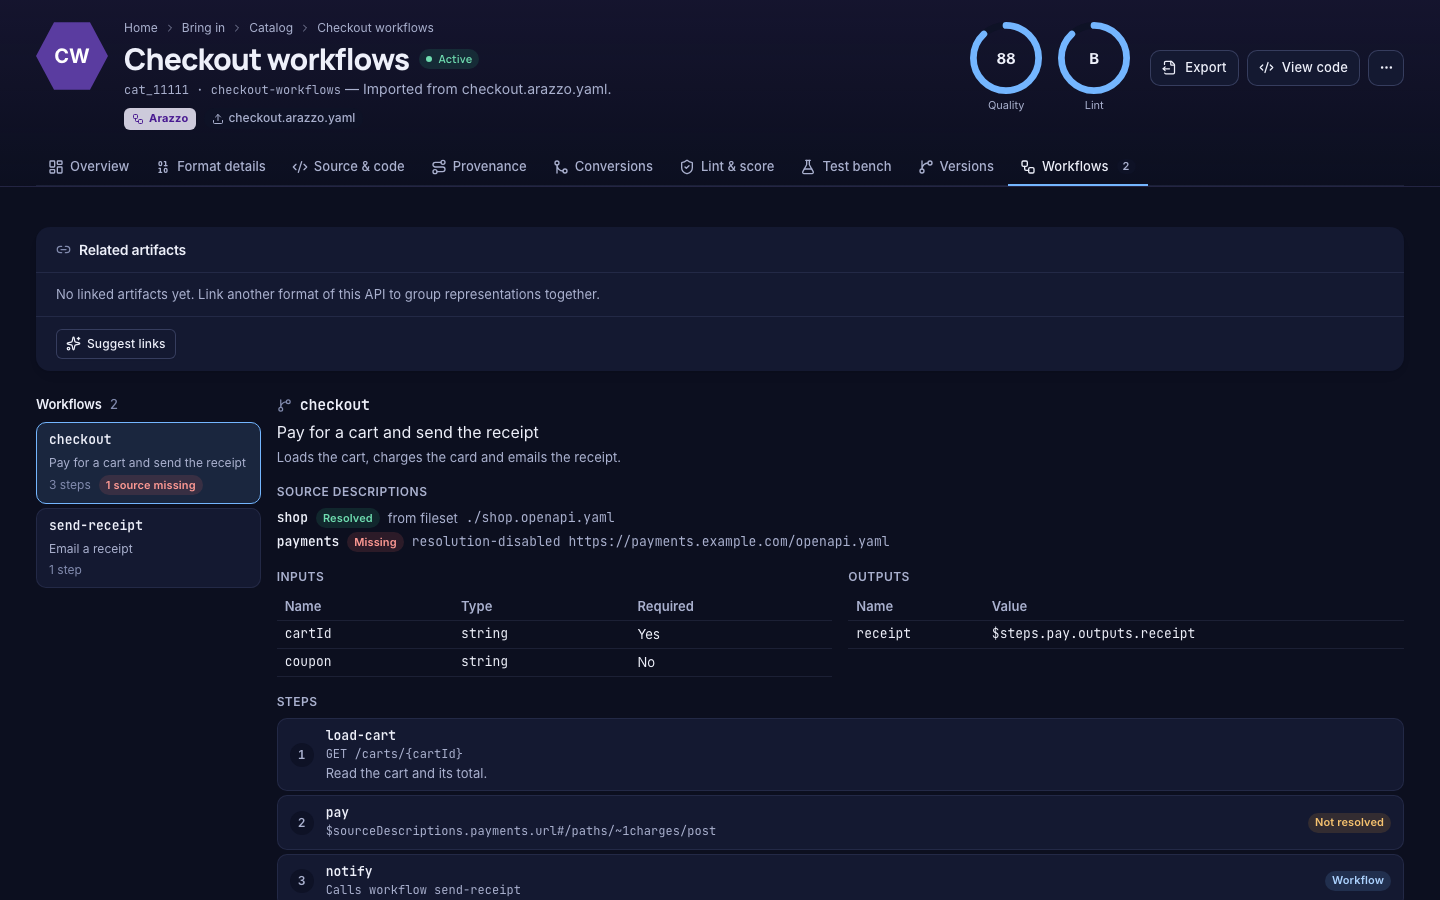 CW
Home > Bring in > Catalog > Checkout workflows
Checkout workflows
Active
cat_11111 · checkout-workflows — Imported from checkout.arazzo.yaml.
Arazzo
checkout.arazzo.yaml
88
Quality
B
Lint
Export
View code
Overview
Format details
Source & code
Provenance
Conversions
Lint & score
Test bench
Versions
Workflows 2
Related artifacts
No linked artifacts yet. Link another format of this API to group representations together.
Suggest links
Workflows 2
checkout
Pay for a cart and send the receipt
3 steps 1 source missing
send-receipt
Email a receipt
1 step
checkout
Pay for a cart and send the receipt
Loads the cart, charges the card and emails the receipt.
SOURCE DESCRIPTIONS
shop Resolved from fileset ./shop.openapi.yaml
payments Missing resolution-disabled https://payments.example.com/openapi.yaml
INPUTS
Name Type Required
cartId string Yes
coupon string No
OUTPUTS
Name Value
receipt $steps.pay.outputs.receipt
STEPS
1
load-cart
GET /carts/{cartId}
Read the cart and its total.
2
pay
$sourceDescriptions.payments.url#/paths/~1charges/post
Not resolved
3
notify
Calls workflow send-receipt
Workflow